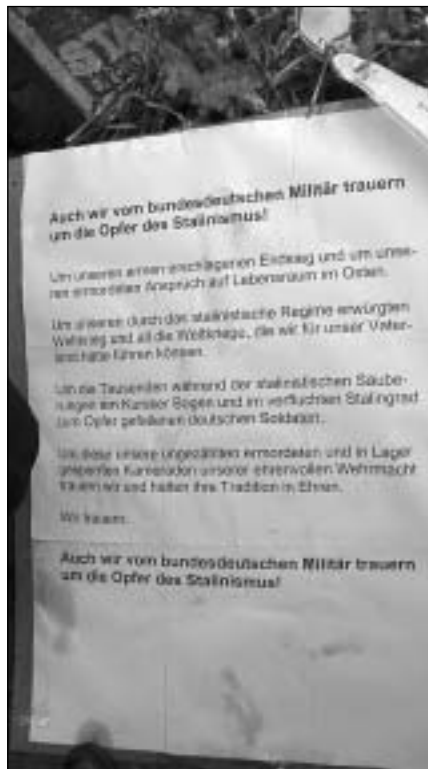 STA
Auch wir vom bundesdeutschen Militär trauern
um die Opfer des Stalinismus!
Um unseren armen erschlagenen Endsieg und um unse-
ren ermordeten Anspruch auf Lebensraum im Osten.
Um unseren durch das stalinistische Regime erwürgten
Weltkrieg und all die Weltkriege, die wir für unser Vater-
land hätte führen können.
Um die Tausenden während der stalinistischen Säube-
rungen am Kursker Bogen und im verfluchten Stalingrad
zum Opfer gefallenen deutschen Soldaten.
Um diese unsere ungezählten ermordeten und in Lager
gesperrten Kameraden unserer ehrenvollen Wehrmacht
trauern wir und halten ihre Tradition in Ehren.
Wir trauern.
Auch wir vom bundesdeutschen Militär trauern
um die Opfer des Stalinismus!